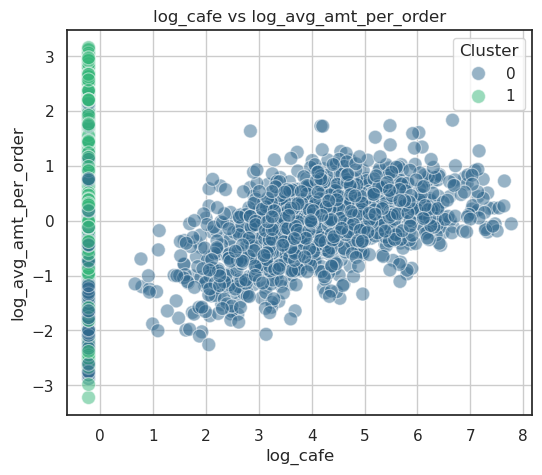 log_cafe vs log_avg_amt_per_order
Cluster
0
1
log_avg_amt_per_order
3
2
1
0
−1
−2
−3
0 1 2 3 4 5 6 7 8
log_cafe